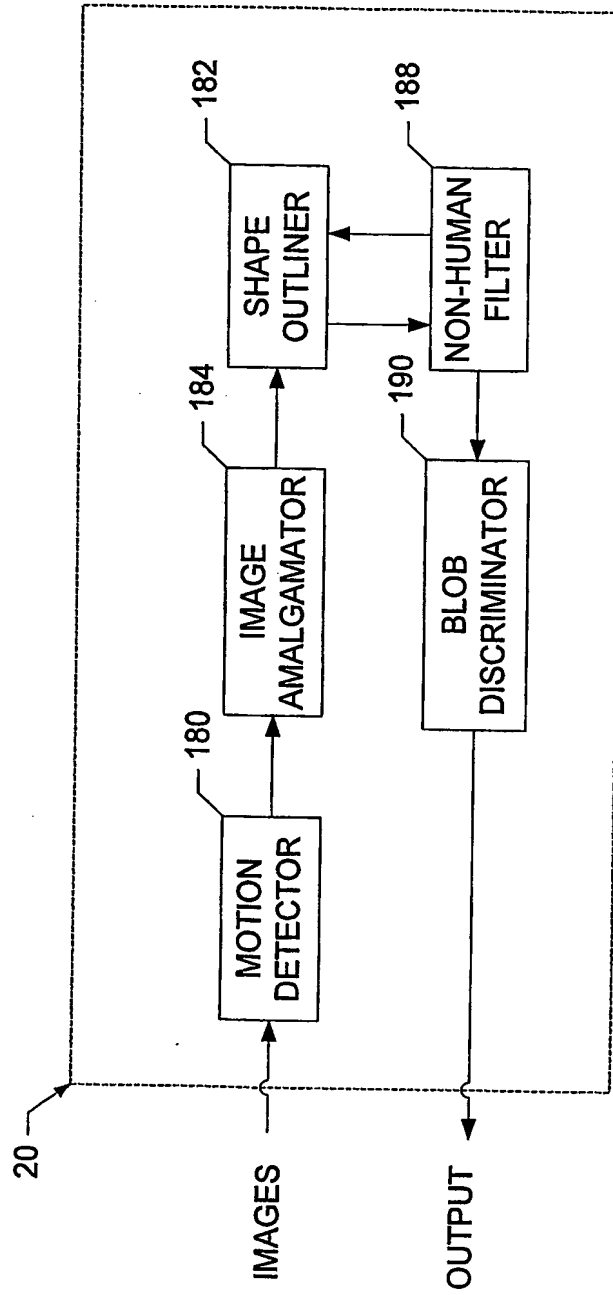 20
IMAGES
180
MOTION
DETECTOR
184
IMAGE
AMALGAMATOR
182
SHAPE
OUTLINER
188
NON-HUMAN
FILTER
190
BLOB
DISCRIMINATOR
OUTPUT